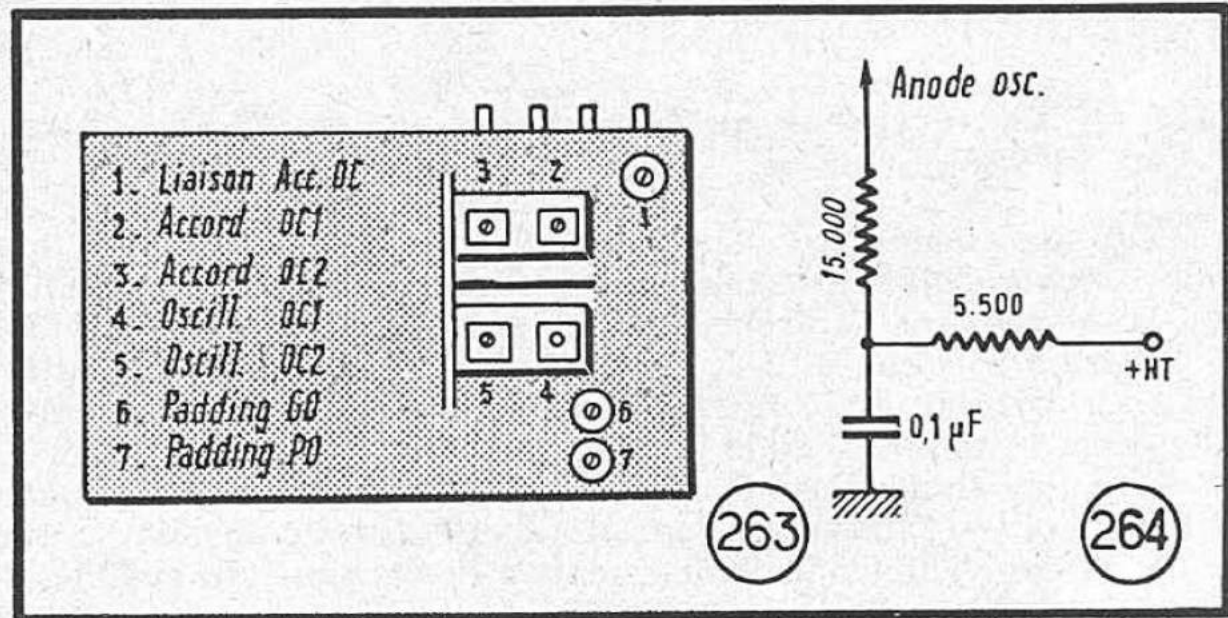 1. Liaison Acc. OC
2. Accord OC1
3. Accord OC2
4. Oscill. OC1
5. Oscill. OC2
6. Padding GO
7. Padding PO
3 2
1
5 4
6
7
263
Anode osc.
15.000
5.500
+HT
0,1 µF
264